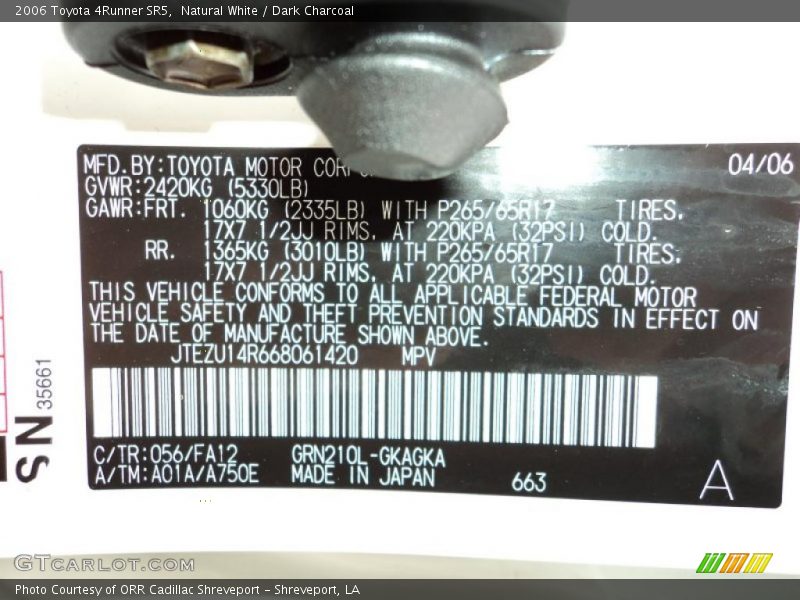 2006 Toyota 4Runner SR5, Natural White / Dark Charcoal
MFD.BY:TOYOTA MOTOR 04/06
GVWR:2420KG (5330LB)
GAWR:FRT. 1060KG (2335LB) WITH P265/65R17 TIRES,
17X7 1/2JJ RIMS, AT 220KPA (32PSI) COLD.
RR. 1365KG (3010LB) WITH P265/65R17 TIRES,
17X7 1/2JJ RIMS, AT 220KPA (32PSI) COLD.
THIS VEHICLE CONFORMS TO ALL APPLICABLE FEDERAL MOTOR
VEHICLE SAFETY AND THEFT PREVENTION STANDARDS IN EFFECT ON
THE DATE OF MANUFACTURE SHOWN ABOVE.
JTEZU14R668061420 MPV
C/TR:056/FA12 GRN210L-GKAGKA
A/TM:A01A/A750E MADE IN JAPAN 663 A
SN 35661
GTCARLOT.COM
Photo Courtesy of ORR Cadillac Shreveport - Shreveport, LA